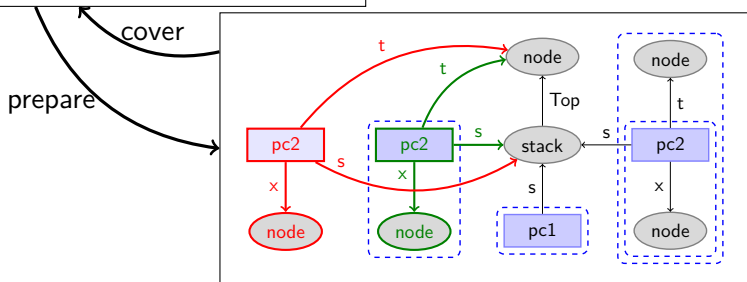 cover
prepare
t
node
node
t
Top
t
pc2
pc2
s
stack
s
pc2
s
x
x
s
x
node
node
pc1
node